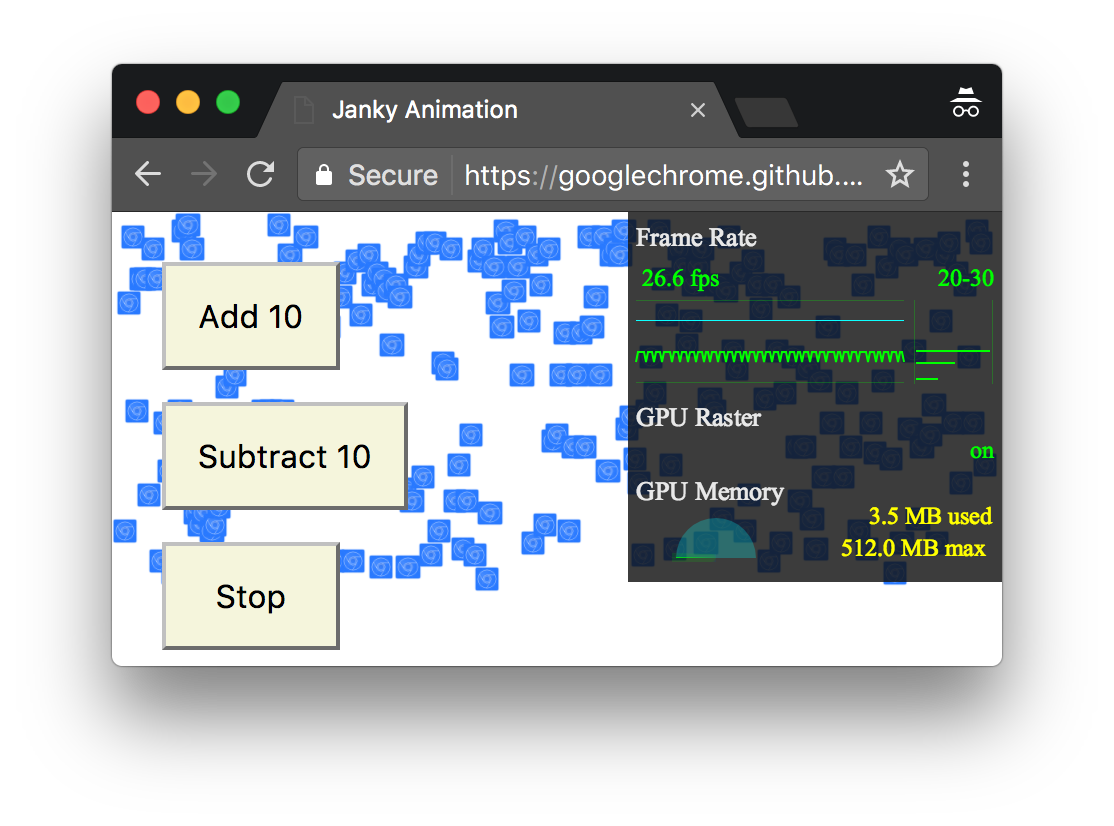 Janky Animation
Secure https://googlechrome.github....
Add 10
Subtract 10
Stop
Frame Rate
26.6 fps 20-30
GPU Raster
on
GPU Memory
3.5 MB used
512.0 MB max